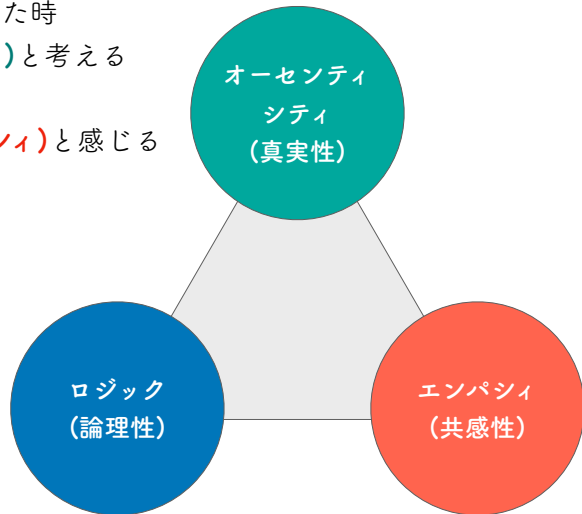 た時
)と考える
シィ)と感じる
オーセンティ
シティ
(真実性)
ロジック
(論理性)
エンパシィ
(共感性)